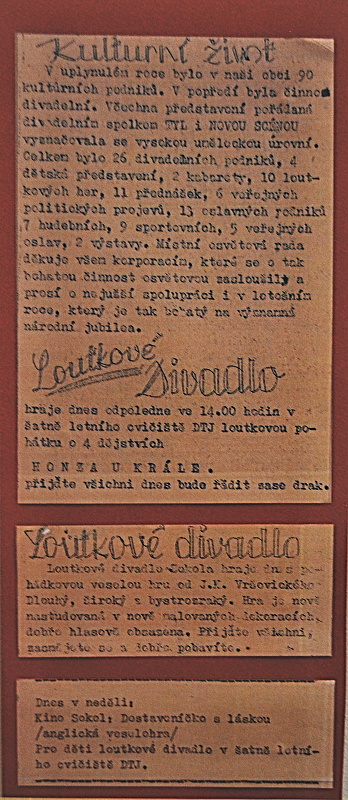 Kulturní život
V uplynulém roce bylo v naší obci 90
kulturních podniků. V popředí byla činnos
divadelní. Všechna představení pořádaná
divadelním spolkem TYL i NOVOU SCÉNOU
vyznačovala se vysokou uměleckou úrovní.
Celkem bylo 26 divadelních podniků, 4
dětská představení, 2 kabarety, 10 lout-
kových her, 11 přednášek, 6 veřejných
politických projevů, 13 oslavných podniků
7 hudebních, 9 sportovních, 5 veřejných
oslav, 2 výstavy. Místní osvětová rada
děkuje všem korporacím, které se o tak
bohatou činnost osvětovou zasloužily a
prosí o nejužší spolupráci i v letošním
roce, který je tak bohatý na významná
národní jubilea.
Loutkové
Divadlo
hraje dnes odpoledne ve 14.00 hodin v
šatně letního cvičiště DTJ loutkovou po-
hádku o 4 dějstvích
HONZA U KRÁLE.
přijďte všichni dnes bude řádit zase drak.
Loutkové divadlo
Loutkové divadlo Sokola hraje dnes po-
hádkovou veselou hru od J.K. Vršovického
Dlouhý, široký a bystrozraký. Hra je nově
nastudovaná v nově malovaných dekoracích,
dobře hlasově obsazena. Přijďte všichni,
zasmějete se a dobře pobavíte.
Dnes v neděli:
Kino Sokol: Dostaveníčko s láskou
/anglická veselohra/
Pro děti loutkové divadlo v šatně letní-
ho cvičiště DTJ.